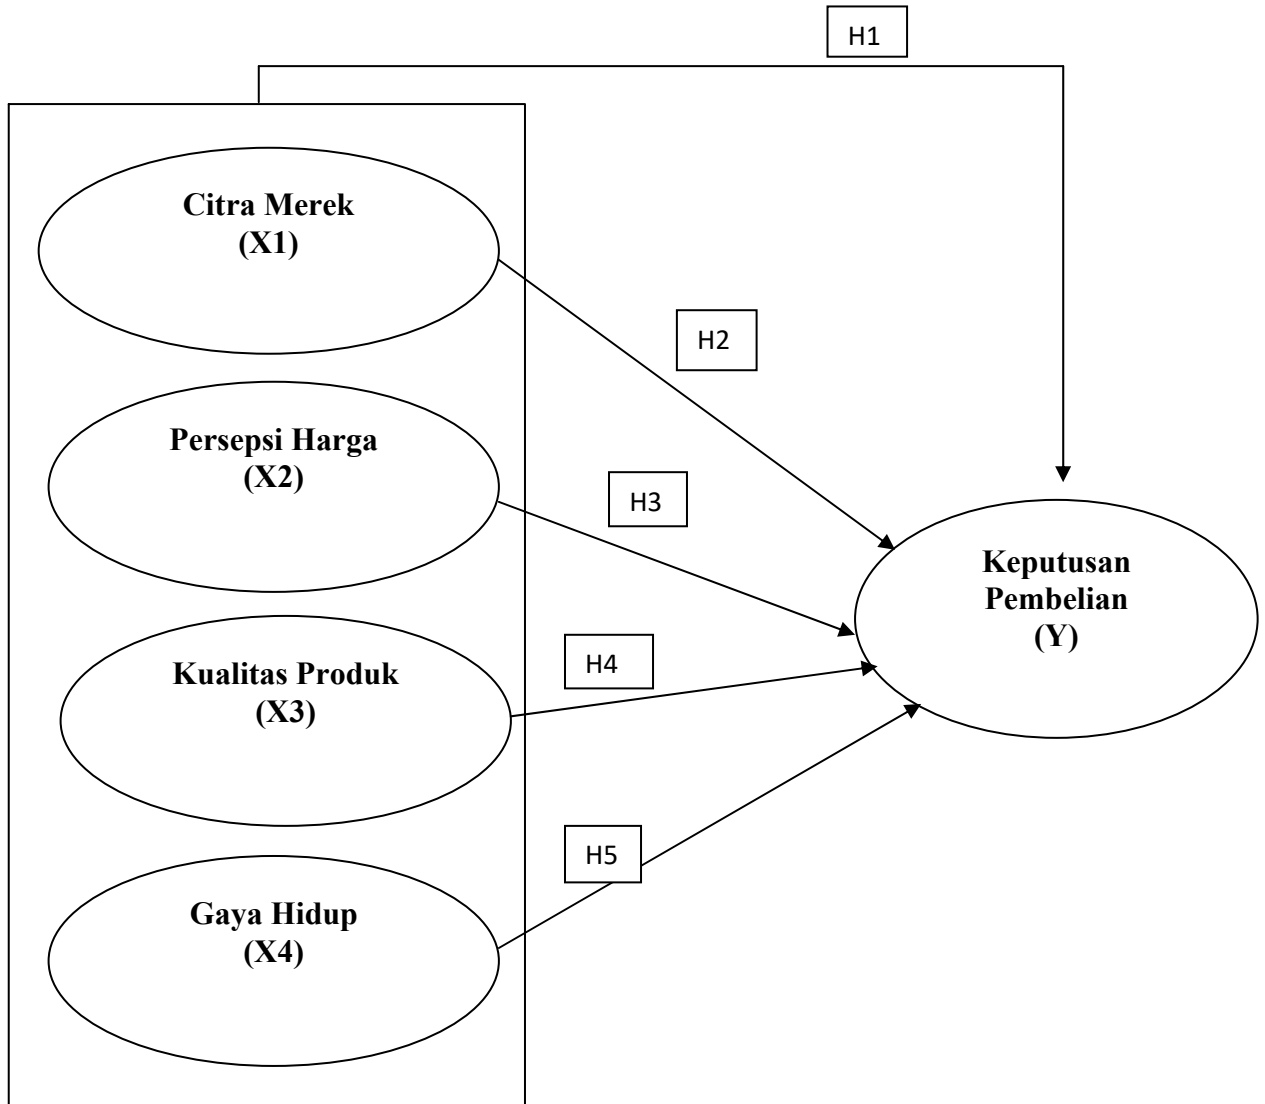 H1
Citra Merek
(X1)
H2
Persepsi Harga
(X2)
H3
Keputusan
Pembelian
(Y)
Kualitas Produk
(X3)
H4
H5
Gaya Hidup
(X4)